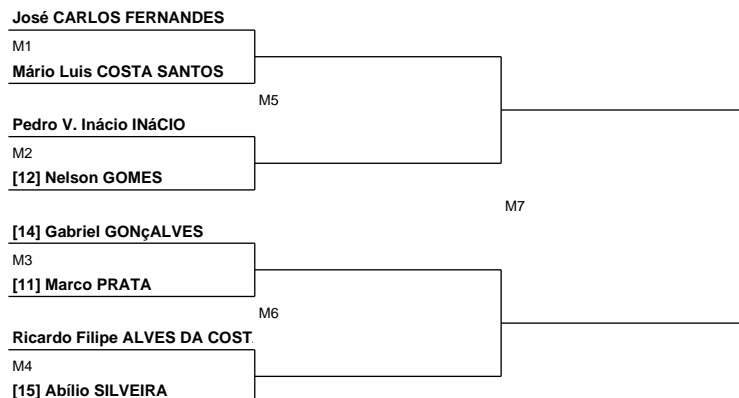 José CARLOS FERNANDES
M1
Mário Luis COSTA SANTOS
M5
Pedro V. Inácio INáCIO
M2
[12] Nelson GOMES
M7
[14] Gabriel GONçALVES
M3
[11] Marco PRATA
M6
Ricardo Filipe ALVES DA COST
M4
[15] Abílio SILVEIRA